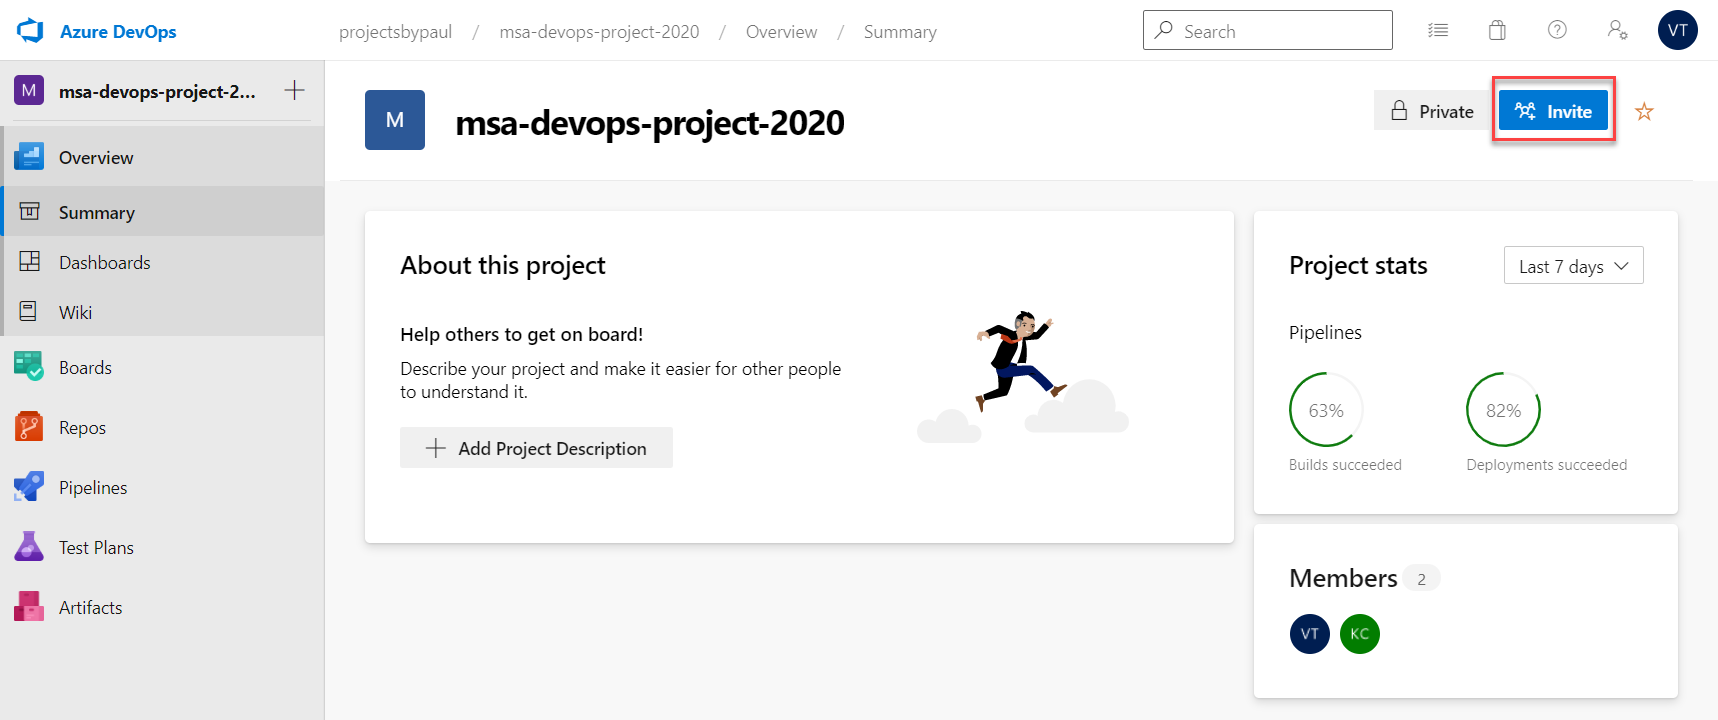 Azure DevOps
projectsbypaul / msa-devops-project-2020 / Overview / Summary
Search
VT
M msa-devops-project-2...
Overview
Summary
Dashboards
Wiki
Boards
Repos
Pipelines
Test Plans
Artifacts
M msa-devops-project-2020
Private
Invite
About this project
Help others to get on board!
Describe your project and make it easier for other people
to understand it.
Add Project Description
Project stats
Last 7 days
Pipelines
63% 82%
Builds succeeded Deployments succeeded
Members 2
VT KC